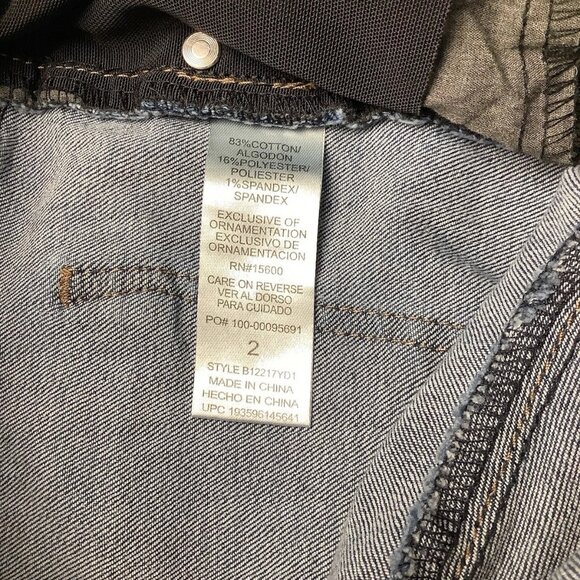 83%COTTON/
ALGODÓN
16%POLYESTER/
POLIESTER
1%SPANDEX/
SPANDEX
EXCLUSIVE OF
ORNAMENTATION
EXCLUSIVO DE
ORNAMENTACION
RN#15600
CARE ON REVERSE
VER AL DORSO
PARA CUIDADO
PO# 100-00095691
2
STYLE B12217YD1
MADE IN CHINA
HECHO EN CHINA
UPC 193596145641